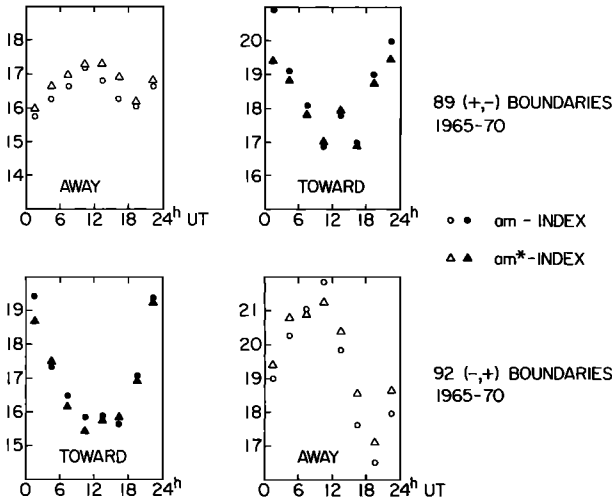 18
17
16
15
14
13
AWAY
0 6 12 18 24h UT
21
20
19
18
17
16
TOWARD
0 6 12 18 24h
89 (+,-) BOUNDARIES
1965-70
am - INDEX
am*-INDEX
19
18
17
16
15
TOWARD
0 6 12 18 24h
21
20
19
18
17
16
AWAY
0 6 12 18 24h UT
92 (-,+) BOUNDARIES
1965-70